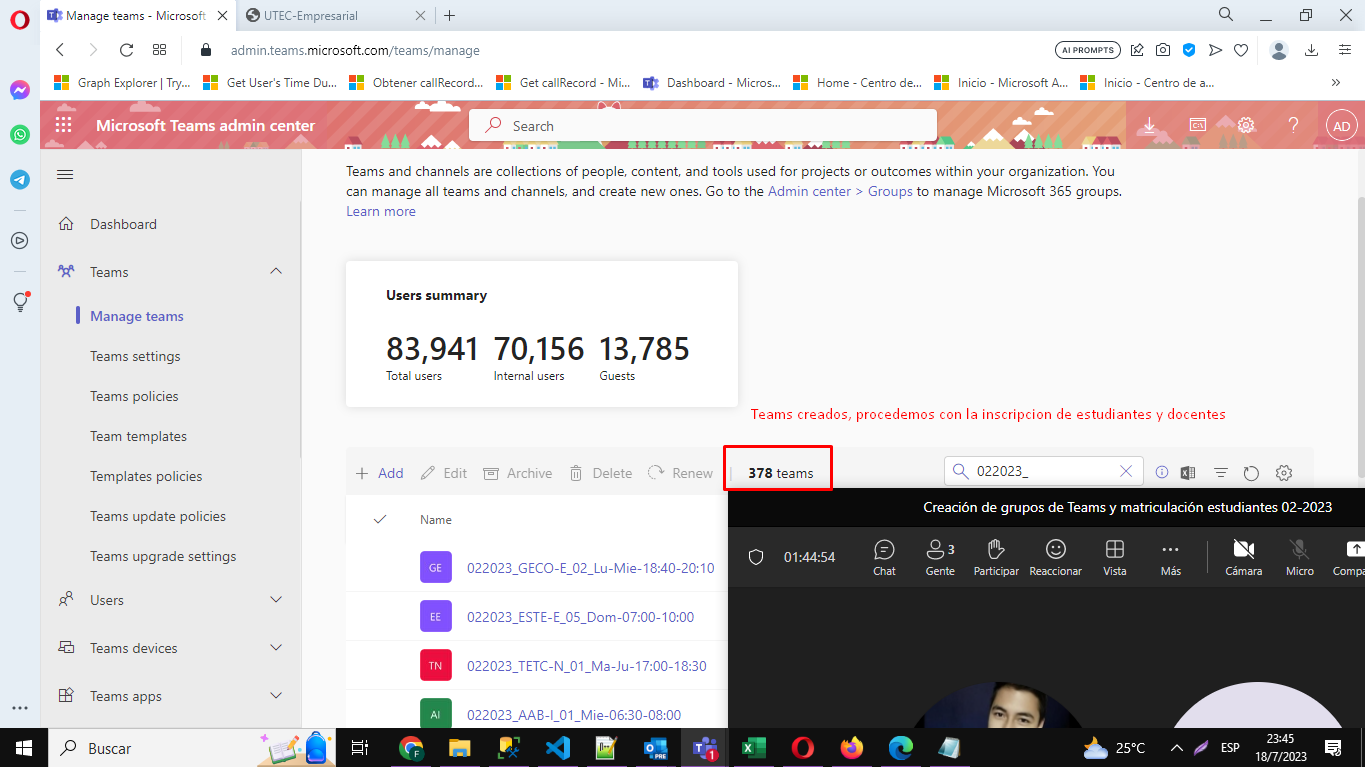 Manage teams - Microsoft
UTEC-Empresarial
admin.teams.microsoft.com/teams/manage
AI PROMPTS
Graph Explorer | Try...
Get User's Time Du...
Obtener callRecord...
Get callRecord - Mi...
Dashboard - Micros...
Home - Centro de...
Inicio - Microsoft A...
Inicio - Centro de a...
»
Microsoft Teams admin center
Search
AD
Teams and channels are collections of people, content, and tools used for projects or outcomes within your organization. You
can manage all teams and channels, and create new ones. Go to the Admin center > Groups to manage Microsoft 365 groups.
Learn more
Dashboard
Teams
Manage teams
Teams settings
Teams policies
Team templates
Templates policies
Teams update policies
Teams upgrade settings
Users
Teams devices
Teams apps
Users summary
83,941 70,156 13,785
Total users Internal users Guests
Teams creados, procedemos con la inscripcion de estudiantes y docentes
+ Add Edit Archive Delete Renew | 378 teams
022023_
Name
GE 022023_GECO-E_02_Lu-Mie-18:40-20:10
EE 022023_ESTE-E_05_Dom-07:00-10:00
TN 022023_TETC-N_01_Ma-Ju-17:00-18:30
AI 022023_AAB-I_01_Mie-06:30-08:00
Creación de grupos de Teams y matriculación estudiantes 02-2023
01:44:54
3
Chat Gente Participar Reaccionar Vista Más Cámara Micro Compa
Buscar
F
PRE
1
25°C
ESP
23:45
18/7/2023